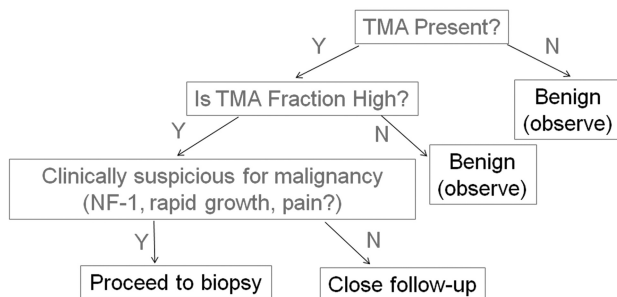 TMA Present?
Y
N
Is TMA Fraction High?
Benign
(observe)
Y
N
Clinically suspicious for malignancy
(NF-1, rapid growth, pain?)
Benign
(observe)
Y
N
Proceed to biopsy
Close follow-up